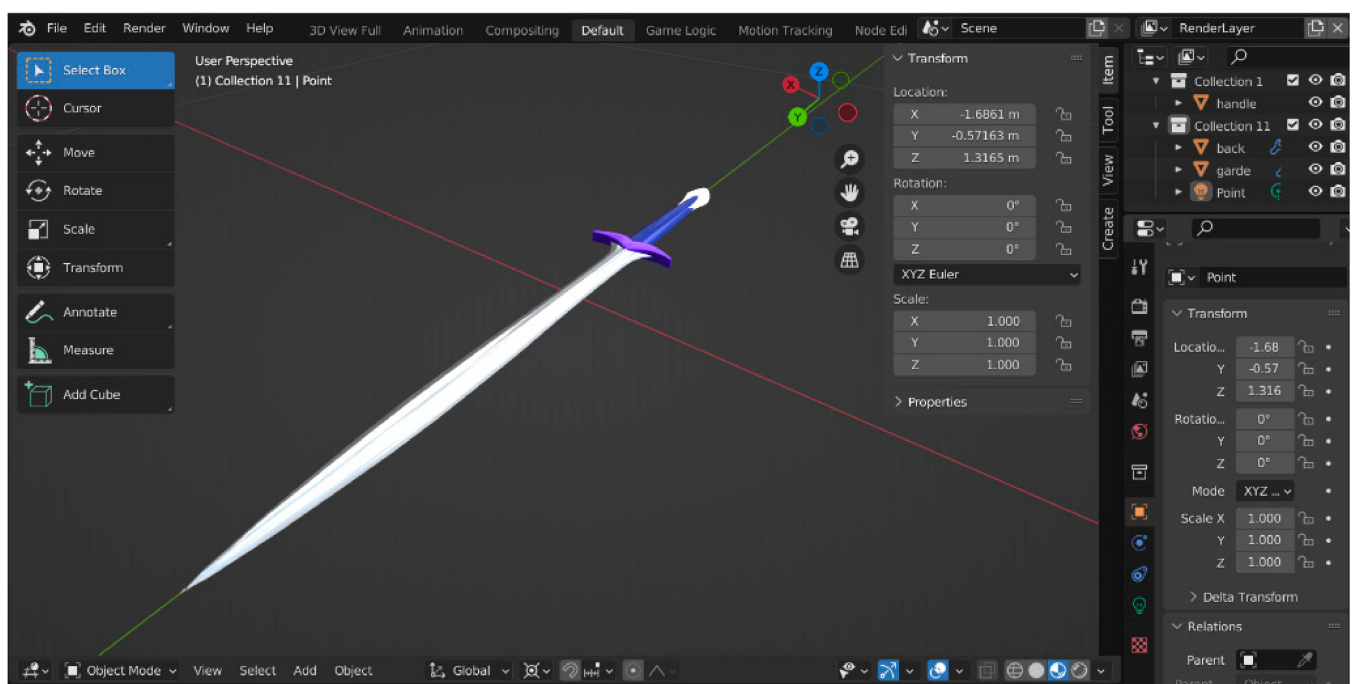 File Edit Render Window Help 3D View Full Animation Compositing Default Game Logic Motion Tracking Node Edi Scene RenderLayer
Select Box
Cursor
Move
Rotate
Scale
Transform
Annotate
Measure
Add Cube
User Perspective
(1) Collection 11 | Point
Z
X
Y
Transform
Location:
X -1.6861 m
Y -0.57163 m
Z 1.3165 m
Rotation:
X 0°
Y 0°
Z 0°
XYZ Euler
Scale:
X 1.000
Y 1.000
Z 1.000
Properties
Item
Tool
View
Create
Collection 1
handle
Collection 11
back
garde
Point
Point
Transform
Locatio... -1.68
Y -0.57
Z 1.316
Rotatio... 0°
Y 0°
Z 0°
Mode XYZ ...
Scale X 1.000
Y 1.000
Z 1.000
Delta Transform
Relations
Parent
Parent Object
Object Mode View Select Add Object Global